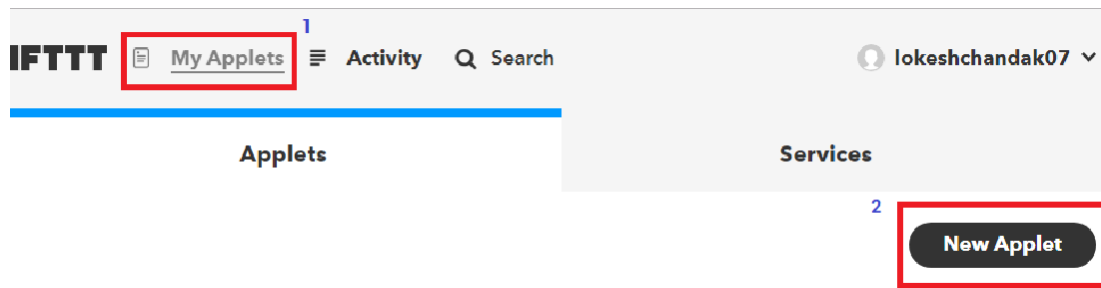 1
IFTTT My Applets Activity Search lokeshchandak07
Applets Services
2
New Applet